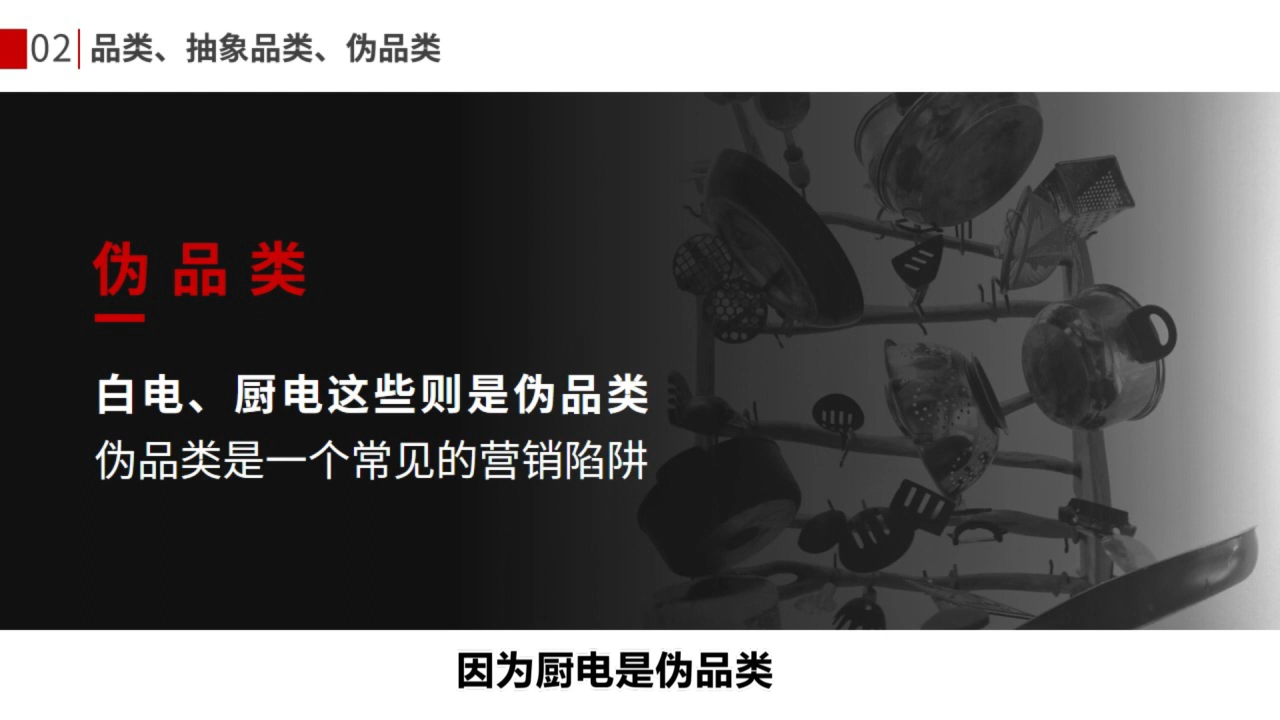 02 品类、抽象品类、伪品类
伪品类
白电、厨电这些则是伪品类
伪品类是一个常见的营销陷阱
因为厨电是伪品类